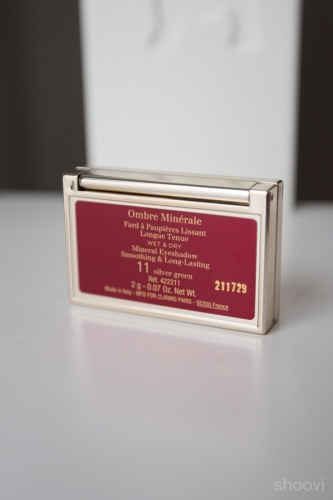 Ombre Minérale
Fard à Paupières Lissant
Longue Tenue
WET & DRY
Mineral Eyeshadow
Smoothing & Long-Lasting
11 silver green
Réf. 422211
2 g - 0.07 Oz. Net Wt.
Made in Italy - MFD FOR CLARINS PARIS - 95300 France
211729
shoovi